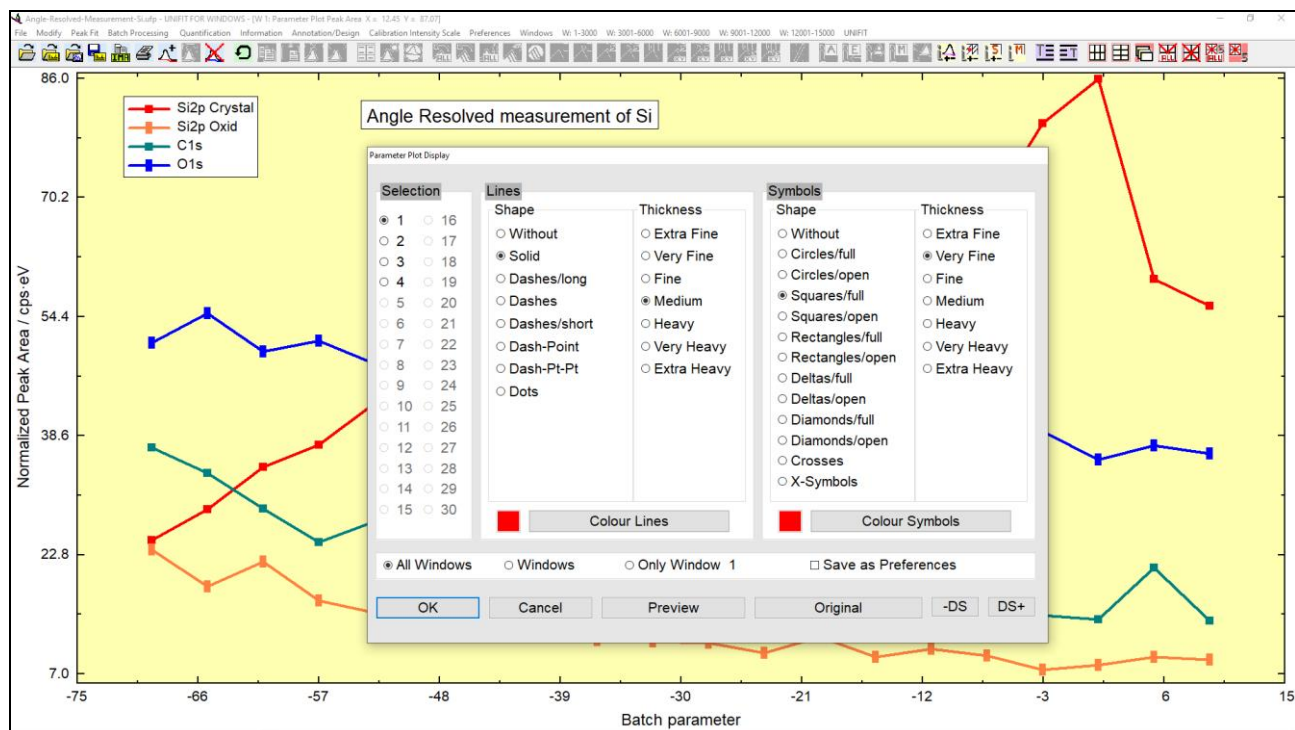 Angle-Resolved-Measurement-Si.ufp - UNIFIT FOR WINDOWS - [W 1: Parameter Plot Peak Area X = 12.45 Y = 87.07]
File Modify Peak Fit Batch Processing Quantification Information Annotation/Design Calibration Intensity Scale Preferences Windows W: 1-3000 W: 3001-6000 W: 6001-9000 W: 9001-12000 W: 12001-15000 UNIFIT
86.0
70.2
54.4
38.6
22.8
7.0
Normalized Peak Area / cps·eV
Si2p Crystal
Si2p Oxid
C1s
O1s
Angle Resolved measurement of Si
Parameter Plot Display
Selection
1 16
2 17
3 18
4 19
5 20
6 21
7 22
8 23
9 24
10 25
11 26
12 27
13 28
14 29
15 30
Lines
Shape
Without
Solid
Dashes/long
Dashes
Dashes/short
Dash-Point
Dash-Pt-Pt
Dots
Thickness
Extra Fine
Very Fine
Fine
Medium
Heavy
Very Heavy
Extra Heavy
Colour Lines
Symbols
Shape
Without
Circles/full
Circles/open
Squares/full
Squares/open
Rectangles/full
Rectangles/open
Deltas/full
Deltas/open
Diamonds/full
Diamonds/open
Crosses
X-Symbols
Thickness
Extra Fine
Very Fine
Fine
Medium
Heavy
Very Heavy
Extra Heavy
Colour Symbols
All Windows Windows Only Window 1 Save as Preferences
OK Cancel Preview Original -DS DS+
-75 -66 -57 -48 -39 -30 -21 -12 -3 6 15
Batch parameter